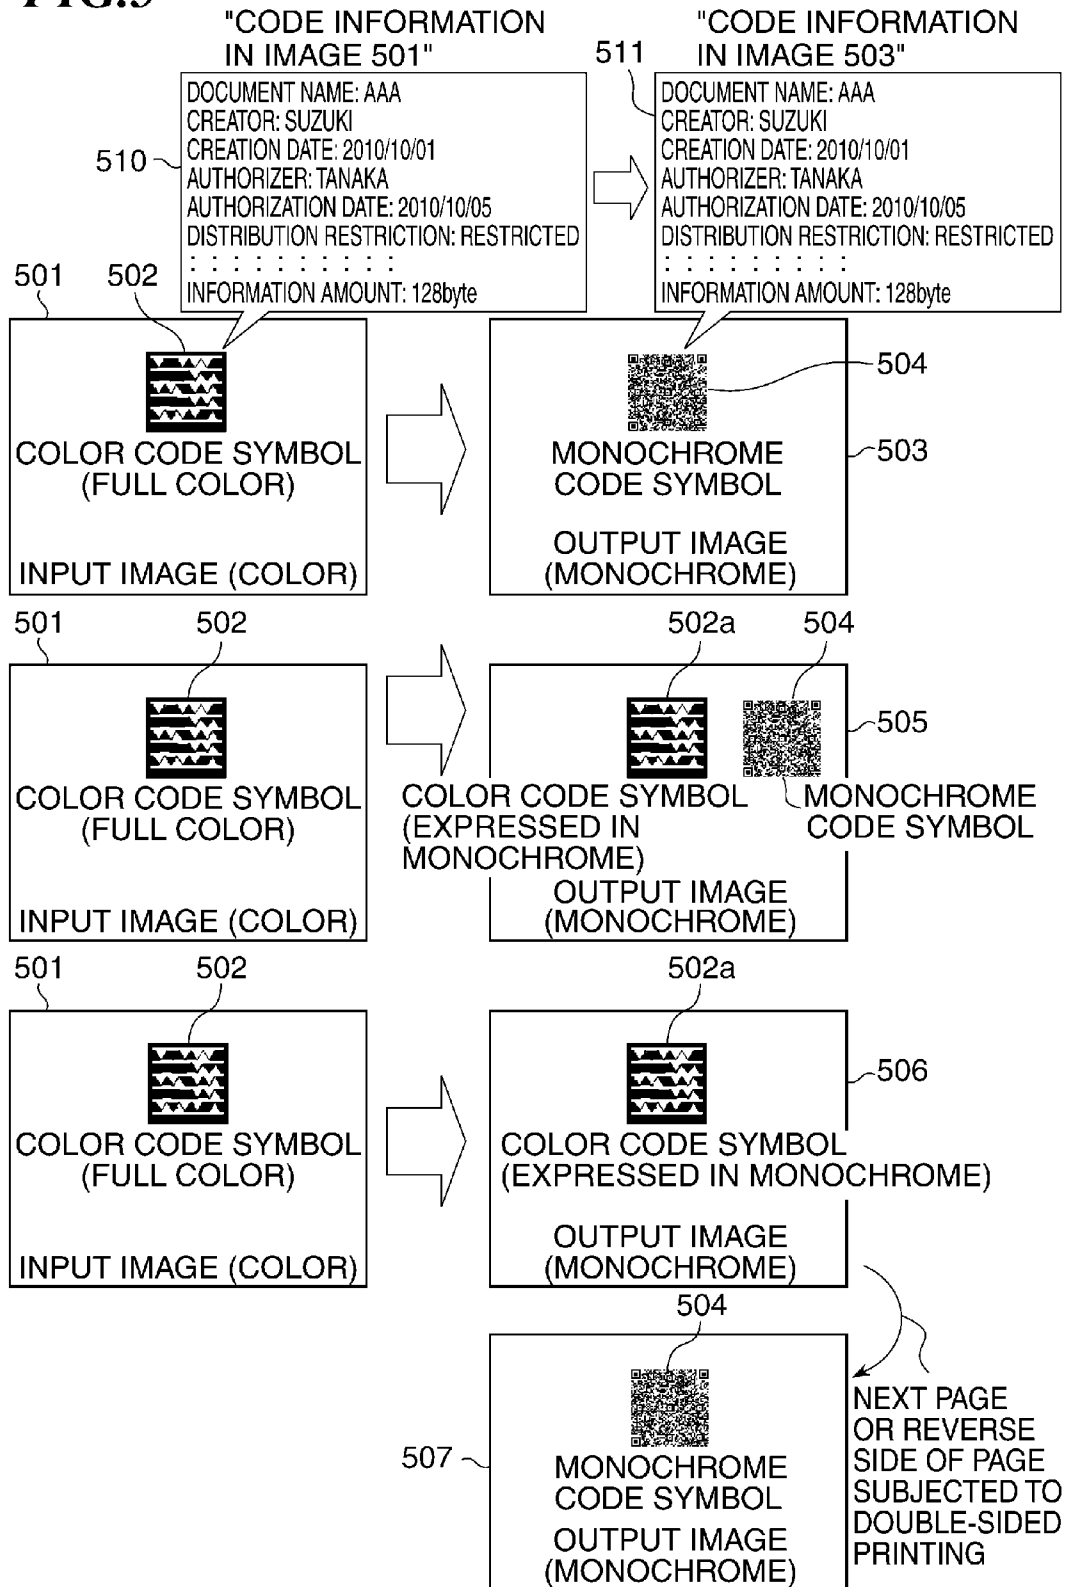 FIG.5
"CODE INFORMATION
IN IMAGE 501"
"CODE INFORMATION
IN IMAGE 503"
511
DOCUMENT NAME: AAA
CREATOR: SUZUKI
CREATION DATE: 2010/10/01
AUTHORIZER: TANAKA
AUTHORIZATION DATE: 2010/10/05
DISTRIBUTION RESTRICTION: RESTRICTED
: : : : : : : : : :
INFORMATION AMOUNT: 128byte
510
DOCUMENT NAME: AAA
CREATOR: SUZUKI
CREATION DATE: 2010/10/01
AUTHORIZER: TANAKA
AUTHORIZATION DATE: 2010/10/05
DISTRIBUTION RESTRICTION: RESTRICTED
: : : : : : : : :
INFORMATION AMOUNT: 128byte
501
502
COLOR CODE SYMBOL
(FULL COLOR)
INPUT IMAGE (COLOR)
504
503
MONOCHROME
CODE SYMBOL
OUTPUT IMAGE
(MONOCHROME)
501
502
COLOR CODE SYMBOL
(FULL COLOR)
INPUT IMAGE (COLOR)
502a
504
505
COLOR CODE SYMBOL
(EXPRESSED IN
MONOCHROME)
MONOCHROME
CODE SYMBOL
OUTPUT IMAGE
(MONOCHROME)
501
502
COLOR CODE SYMBOL
(FULL COLOR)
INPUT IMAGE (COLOR)
502a
506
COLOR CODE SYMBOL
(EXPRESSED IN MONOCHROME)
OUTPUT IMAGE
(MONOCHROME)
504
507
MONOCHROME
CODE SYMBOL
OUTPUT IMAGE
(MONOCHROME)
NEXT PAGE
OR REVERSE
SIDE OF PAGE
SUBJECTED TO
DOUBLE-SIDED
PRINTING